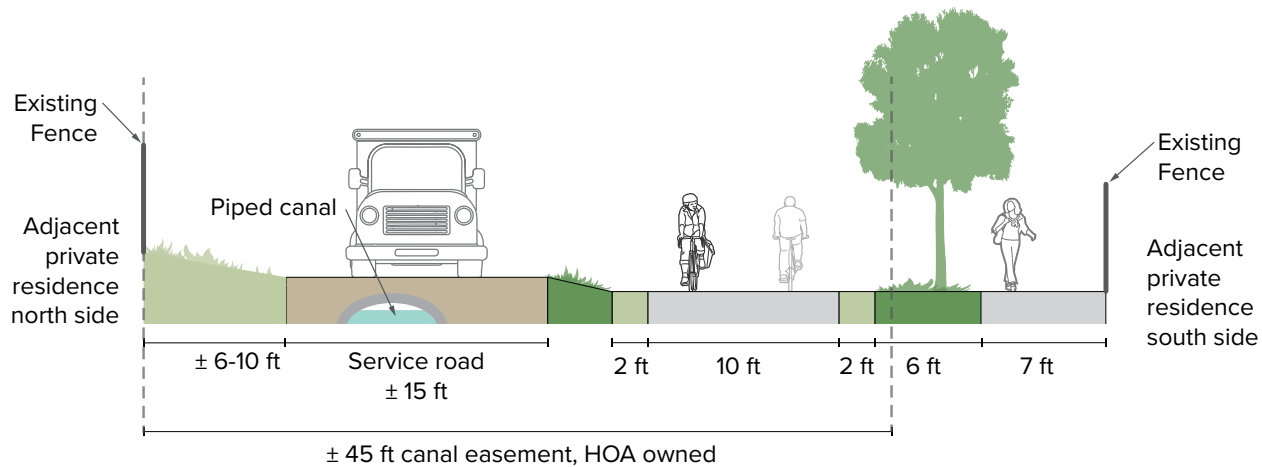 Existing
Fence
Piped canal
Adjacent
private
residence
north side
Existing
Fence
Adjacent
private
residence
south side
± 6-10 ft
Service road
± 15 ft
2 ft
10 ft
2 ft
6 ft
7 ft
± 45 ft canal easement, HOA owned